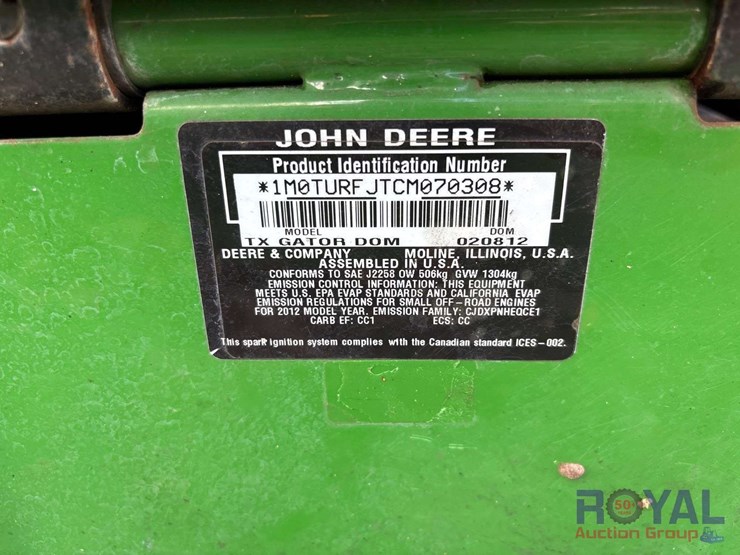 JOHN DEERE
Product Identification Number
*1M0TURFJTCM070308*
MODEL DOM
TX GATOR DOM 020812
DEERE & COMPANY MOLINE, ILLINOIS, U.S.A.
ASSEMBLED IN U.S.A.
CONFORMS TO SAE J2258 OW 506kg GVW 1304kg
EMISSION CONTROL INFORMATION: THIS EQUIPMENT
MEETS U.S. EPA EVAP STANDARDS AND CALIFORNIA EVAP
EMISSION REGULATIONS FOR SMALL OFF-ROAD ENGINES
FOR 2012 MODEL YEAR. EMISSION FAMILY: CJDXPNHEQCE1
CARB EF: CC1 ECS: CC
This spark ignition system complies with the Canadian standard ICES-002.
ROYAL
50
Auction Group